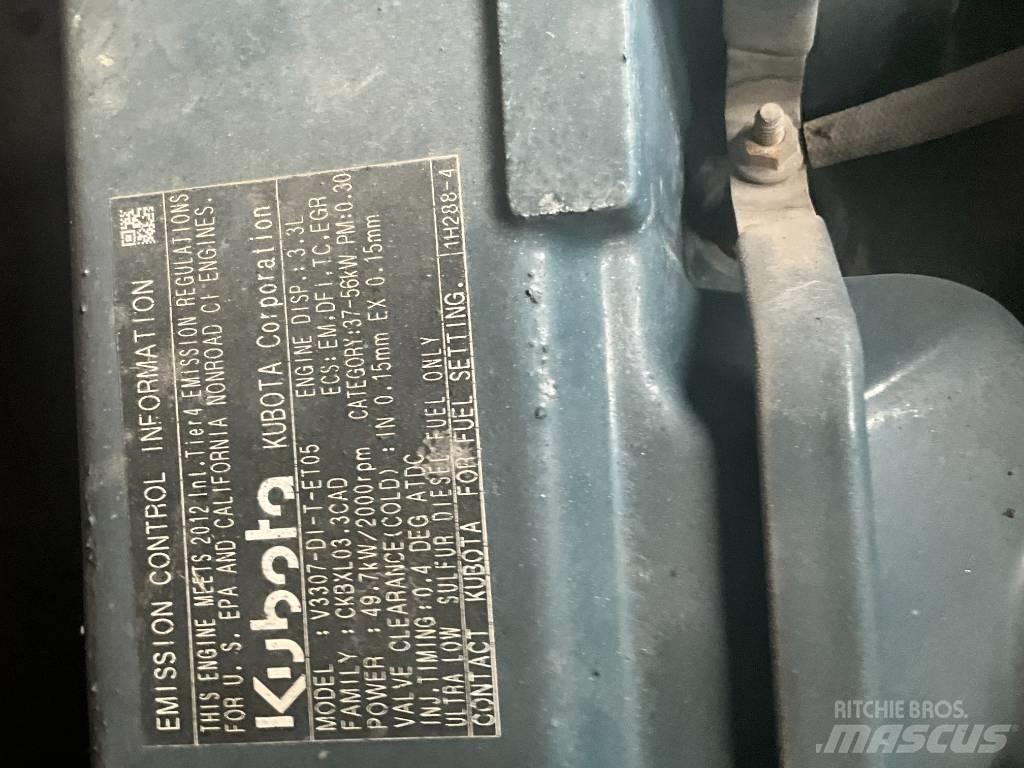 EMISSION CONTROL INFORMATION
THIS ENGINE MEETS 2012 Int.Tier4 EMISSION REGULATIONS
FOR U. S. EPA AND CALIFORNIA NONROAD CI ENGINES.
Kubota KUBOTA Corporation
MODEL : V3307-DI-T-ET05 ENGINE DISP.: 3.3L
FAMILY : CKBXL03.3CAD ECS:EM,DFI,TC,EGR,
POWER : 49.7kW/2000rpm CATEGORY:37-56kW PM:0.30
VALVE CLEARANCE(COLD) : IN 0.15mm EX 0.15mm
INJ.TIMING:0.4 DEG ATDC
ULTRA LOW SULFUR DIESEL FUEL ONLY
CONTACT KUBOTA FOR FUEL SETTING. 1H288-4
RITCHIE BROS.
MASCUS